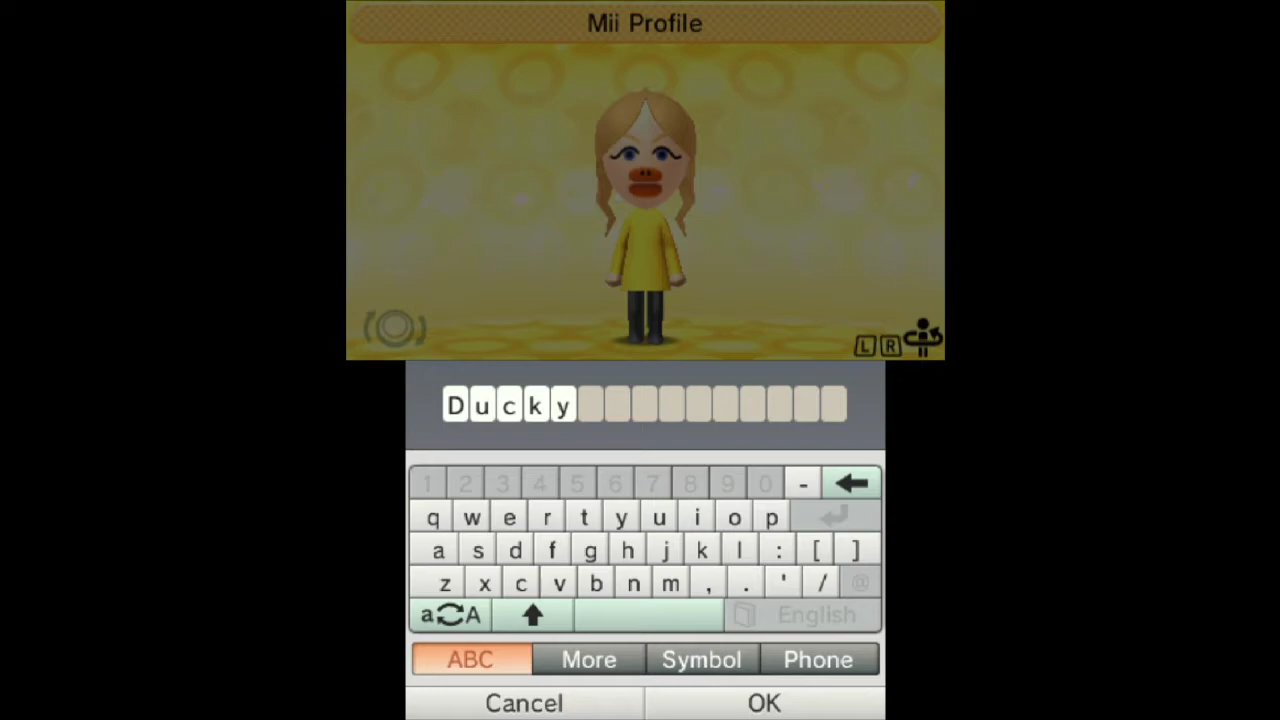 Mii Profile
L R
Ducky
1 2 3 4 5 6 7 8 9 0 -
q w e r t y u i o p
a s d f g h j k l : [ ]
z x c v b n m , . ' / @
a A English
ABC More Symbol Phone
Cancel OK